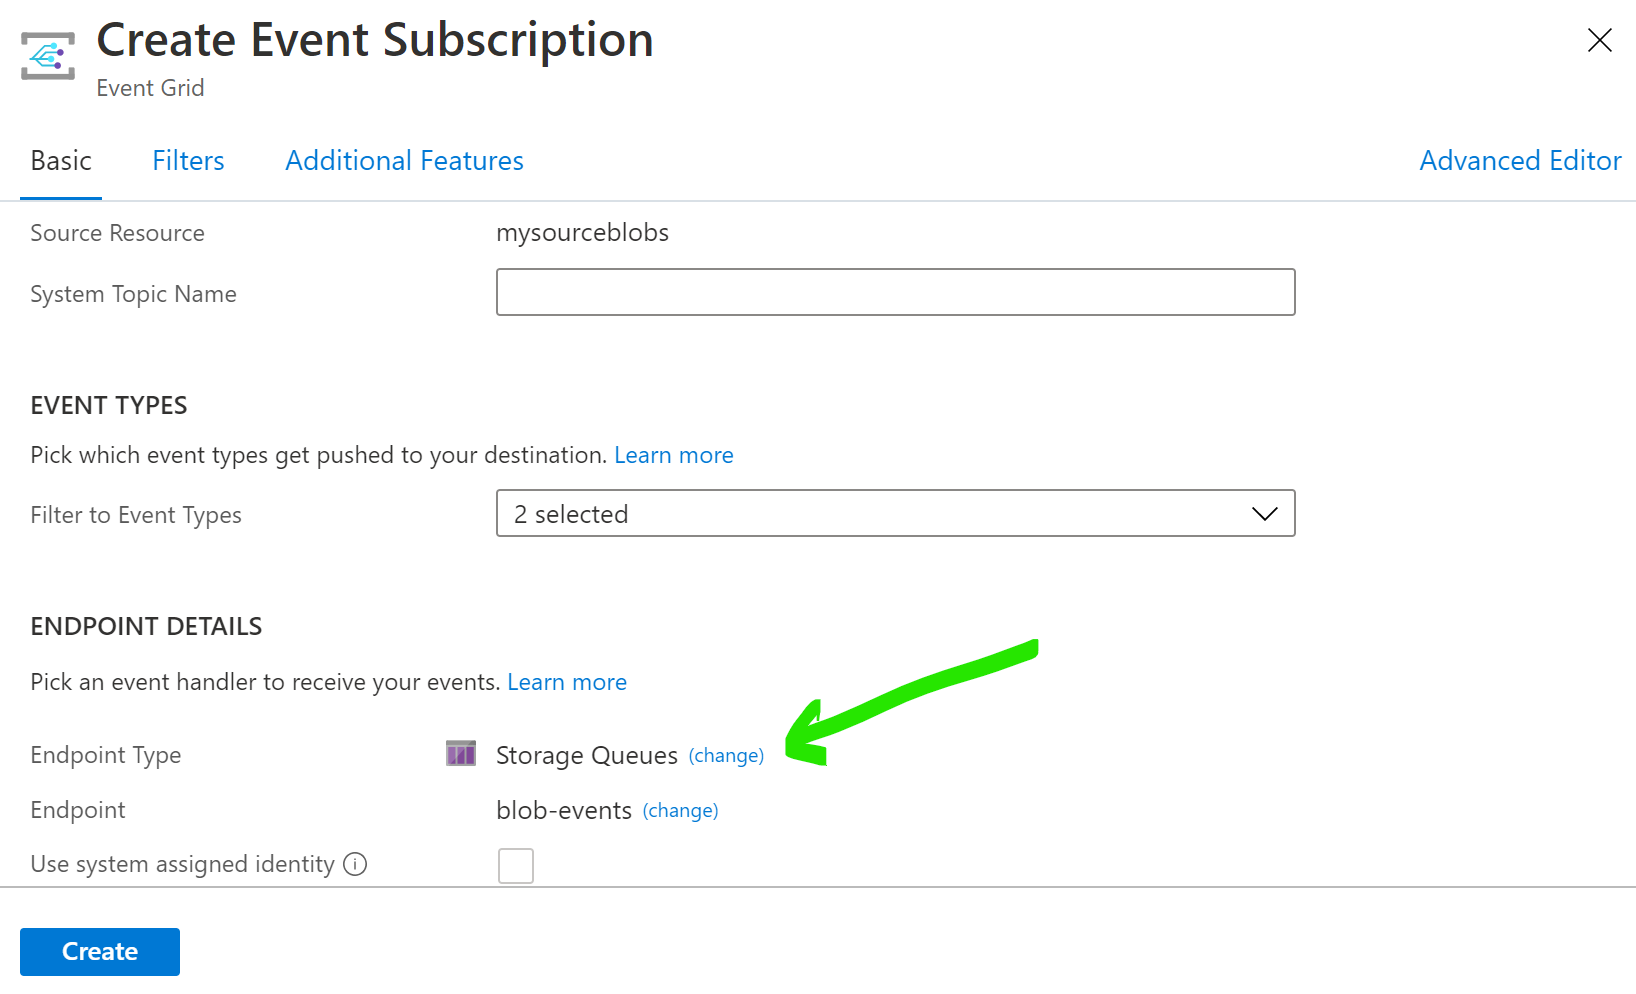 Create Event Subscription
Event Grid
Basic Filters Additional Features Advanced Editor
Source Resource mysourceblobs
System Topic Name
EVENT TYPES
Pick which event types get pushed to your destination. Learn more
Filter to Event Types 2 selected
ENDPOINT DETAILS
Pick an event handler to receive your events. Learn more
Endpoint Type Storage Queues (change)
Endpoint blob-events (change)
Use system assigned identity
Create